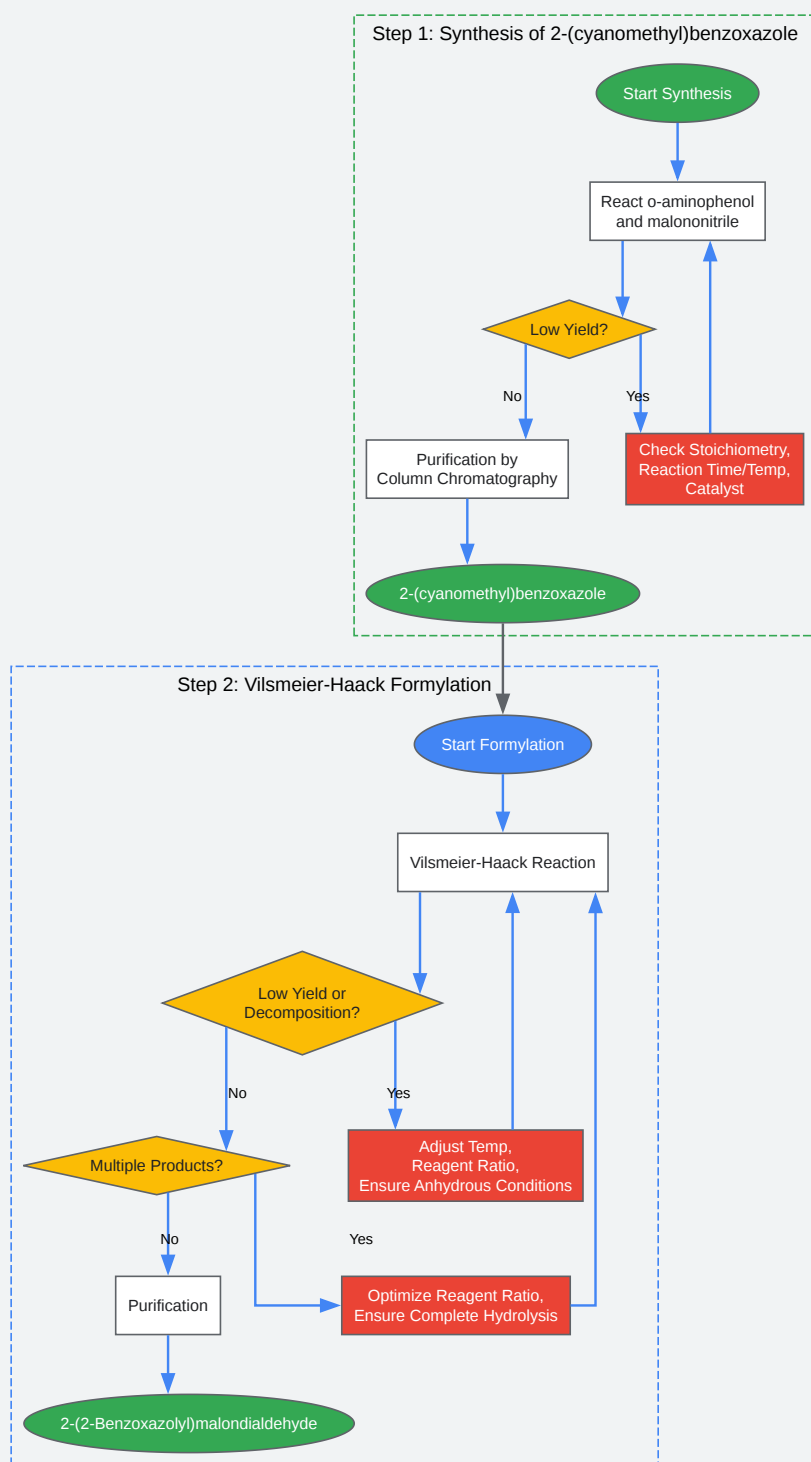 Step 1: Synthesis of 2-(cyanomethyl)benzoxazole
Start Synthesis
React o-aminophenol
and malononitrile
Low Yield?
No
Yes
Purification by
Column Chromatography
Check Stoichiometry,
Reaction Time/Temp,
Catalyst
2-(cyanomethyl)benzoxazole
Step 2: Vilsmeier-Haack Formylation
Start Formylation
Vilsmeier-Haack Reaction
Low Yield or
Decomposition?
No
Yes
Multiple Products?
Adjust Temp,
Reagent Ratio,
Ensure Anhydrous Conditions
No
Yes
Purification
Optimize Reagent Ratio,
Ensure Complete Hydrolysis
2-(2-Benzoxazolyl)malondialdehyde